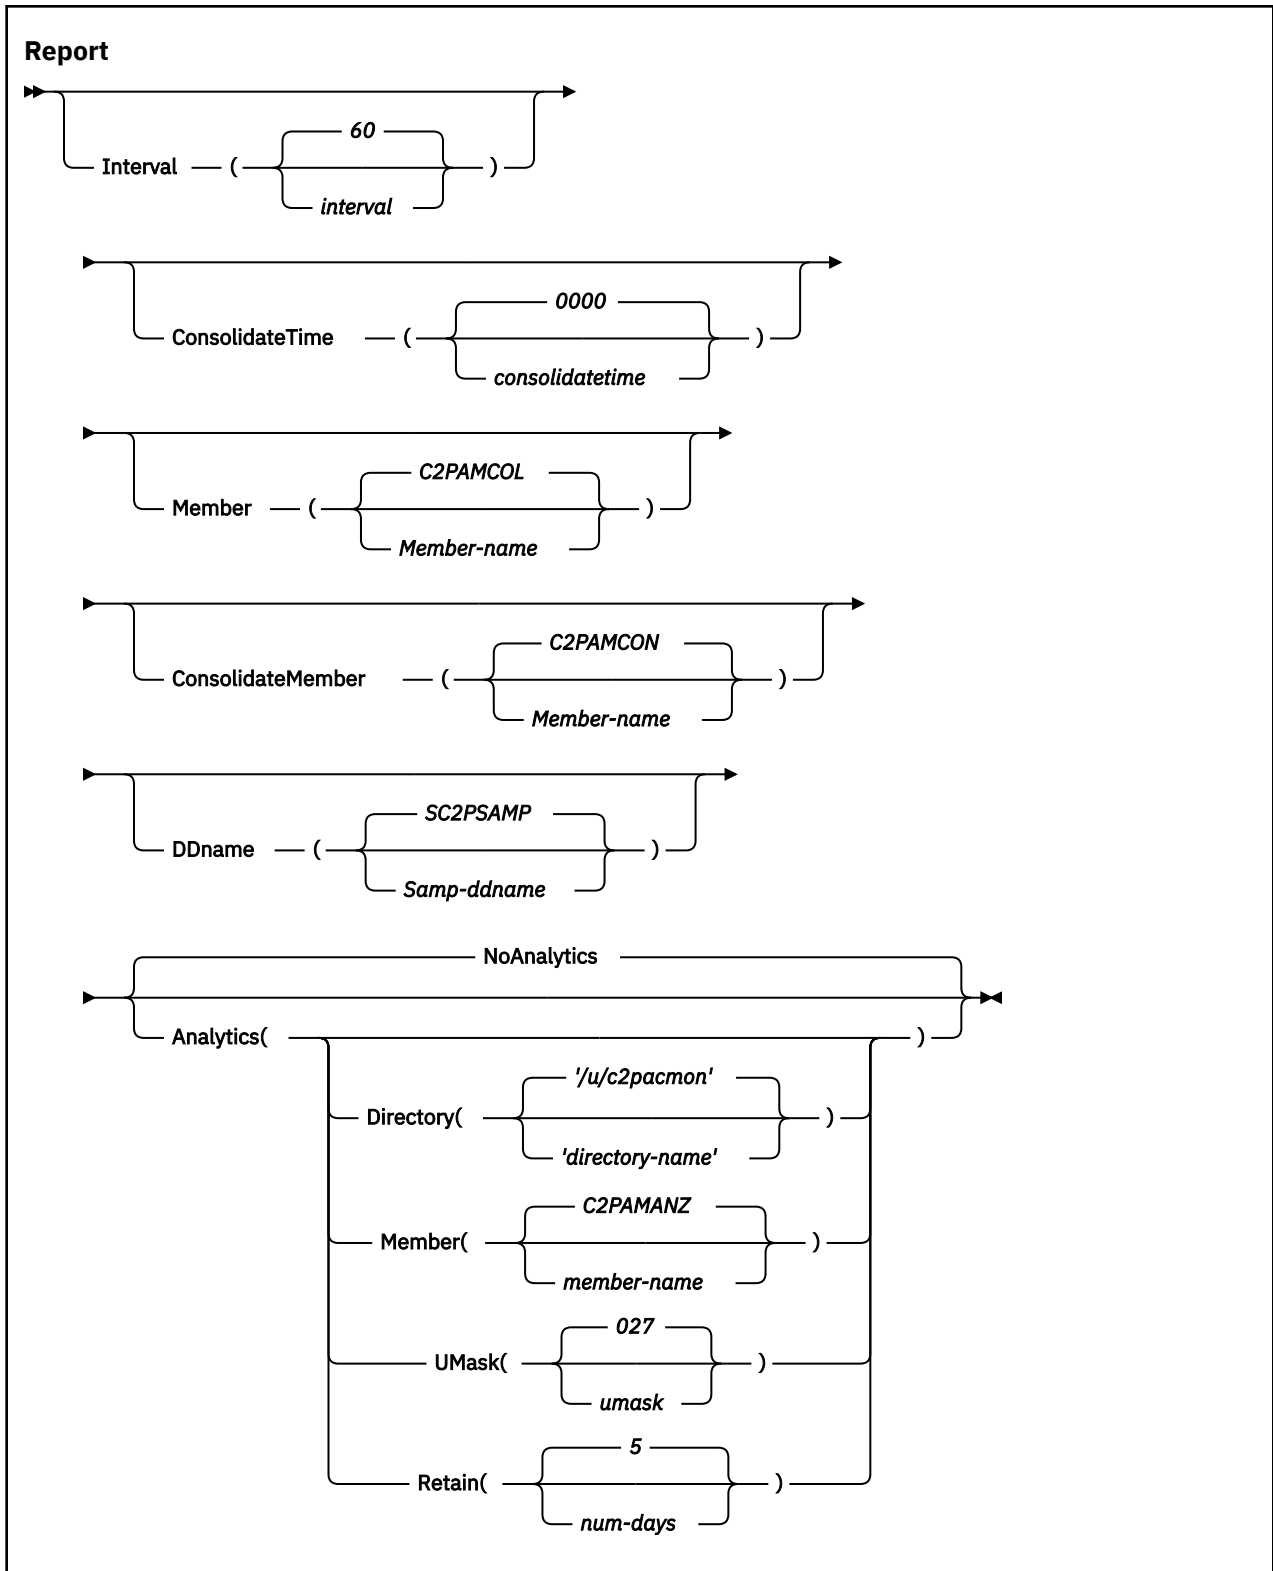 Report
60
Interval ( )
interval
0000
ConsolidateTime ( )
consolidatetime
C2PAMCOL
Member ( )
Member-name
C2PAMCON
ConsolidateMember ( )
Member-name
SC2PSAMP
DDname ( )
Samp-ddname
NoAnalytics
Analytics( )
'/u/c2pacmon'
Directory( )
'directory-name'
C2PAMANZ
Member( )
member-name
027
UMask( )
umask
5
Retain( )
num-days